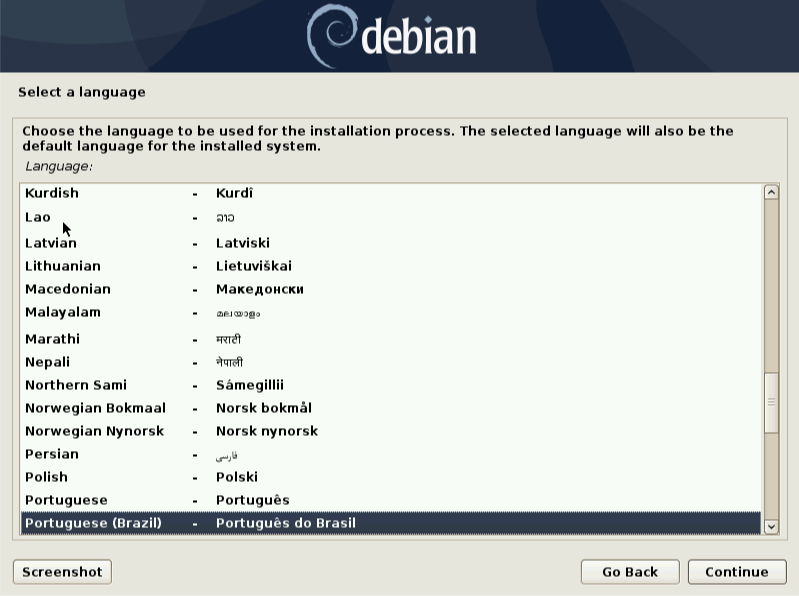 debian
Select a language
Choose the language to be used for the installation process. The selected language will also be the
default language for the installed system.
Language:
Kurdish - Kurdî
Lao - ລາວ
Latvian - Latviski
Lithuanian - Lietuviškai
Macedonian - Македонски
Malayalam - മലയാളം
Marathi - मराठी
Nepali - नेपाली
Northern Sami - Sámegillii
Norwegian Bokmaal - Norsk bokmål
Norwegian Nynorsk - Norsk nynorsk
Persian - فارسی
Polish - Polski
Portuguese - Português
Portuguese (Brazil) - Português do Brasil
Screenshot Go Back Continue